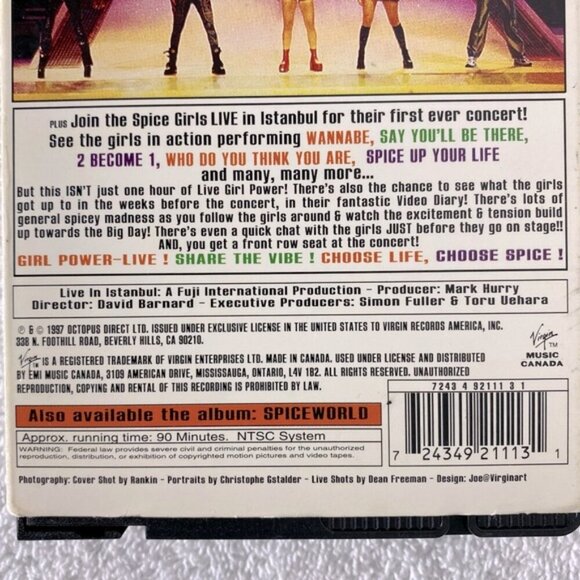 PLUS Join the Spice Girls LIVE in Istanbul for their first ever concert!
See the girls in action performing WANNABE, SAY YOU'LL BE THERE,
2 BECOME 1, WHO DO YOU THINK YOU ARE, SPICE UP YOUR LIFE
and many, many more...
But this ISN'T just one hour of Live Girl Power! There's also the chance to see what the girls
got up to in the weeks before the concert, in their fantastic Video Diary! There's lots of
general spicey madness as you follow the girls around & watch the excitement & tension build
up towards the Big Day! There's even a quick chat with the girls JUST before they go on stage!!
AND, you get a front row seat at the concert!
GIRL POWER-LIVE ! SHARE THE VIBE ! CHOOSE LIFE, CHOOSE SPICE !
Live In Istanbul: A Fuji International Production - Producer: Mark Hurry
Director: David Barnard - Executive Producers: Simon Fuller & Toru Uehara
℗ & © 1997 OCTOPUS DIRECT LTD. ISSUED UNDER EXCLUSIVE LICENSE IN THE UNITED STATES TO VIRGIN RECORDS AMERICA, INC.
338 N. FOOTHILL ROAD, BEVERLY HILLS, CA 90210.
Virgin TM IS A REGISTERED TRADEMARK OF VIRGIN ENTERPRISES LTD. MADE IN CANADA. USED UNDER LICENSE AND DISTRIBUTED
BY EMI MUSIC CANADA, 3109 AMERICAN DRIVE, MISSISSAUGA, ONTARIO, L4V 1B2. ALL RIGHTS RESERVED. UNAUTHORIZED
REPRODUCTION, COPYING AND RENTAL OF THIS RECORDING IS PROHIBITED BY LAW.
Virgin TM
MUSIC
CANADA
Also available the album: SPICEWORLD
Approx. running time: 90 Minutes. NTSC System
WARNING: Federal law provides severe civil and criminal penalties for the unauthorized
reproduction, distribution, or exhibition of copyrighted motion pictures and video tapes.
7243 4 92111 3 1
7 24349 21113 1
Photography: Cover Shot by Rankin - Portraits by Christophe Gstalder - Live Shots by Dean Freeman - Design: Joe@Virginart